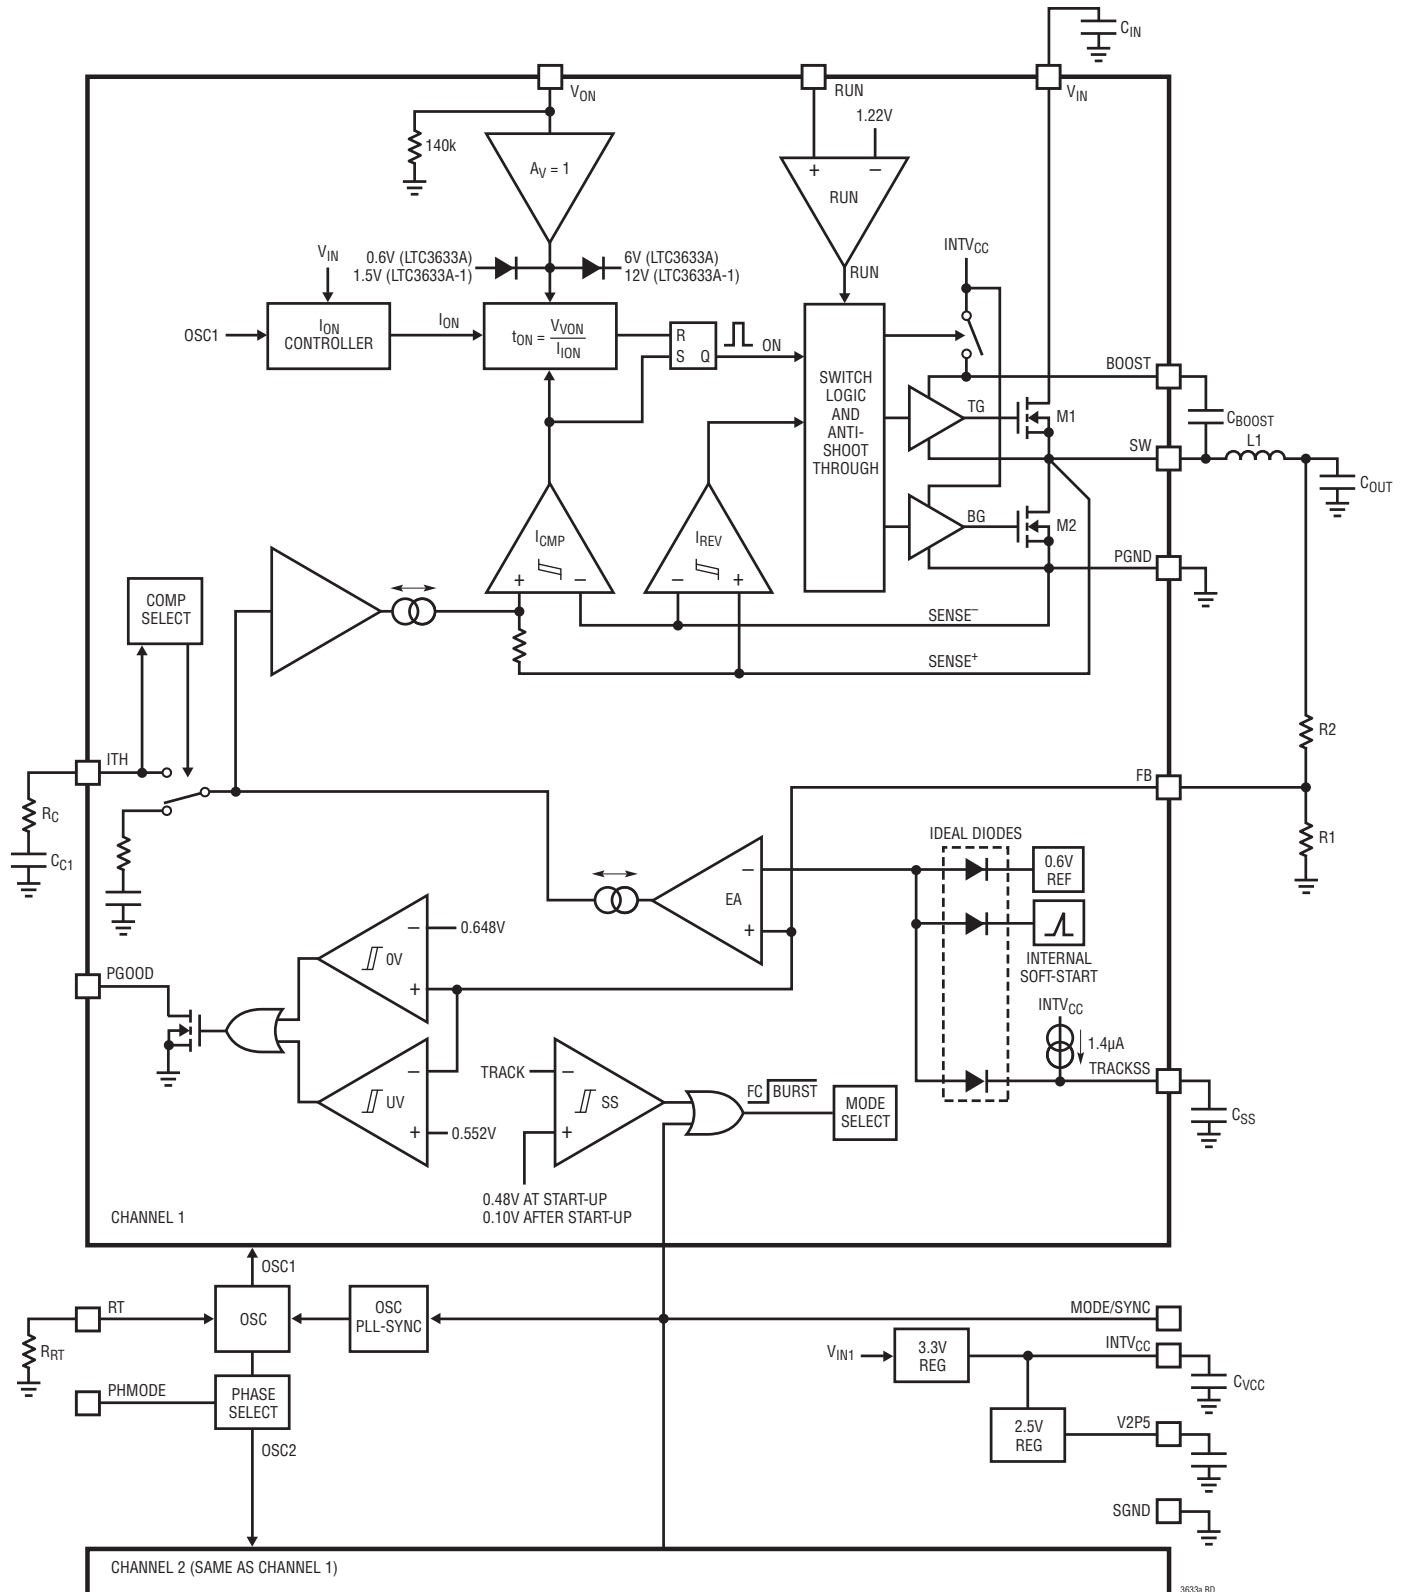 CIN
VON
RUN
VIN
1.22V
140k
AV = 1
+ −
RUN
VIN
0.6V (LTC3633A)
1.5V (LTC3633A-1)
6V (LTC3633A)
12V (LTC3633A-1)
INTVCC
RUN
OSC1
ION
CONTROLLER
ION
tON = VVON
IION
R
S Q
ON
SWITCH
LOGIC
AND
ANTI-
SHOOT
THROUGH
BOOST
TG
M1
CBOOST
SW
L1
COUT
BG
M2
PGND
ICMP
+ −
IREV
− +
COMP
SELECT
SENSE−
SENSE+
ITH
RC
CC1
R2
FB
R1
IDEAL DIODES
0.6V
REF
−
EA
+
INTERNAL
SOFT-START
− 0.648V
0V
+
PGOOD
INTVCC
1.4µA
TRACKSS
CSS
−
UV
+ 0.552V
TRACK −
SS
+
FC BURST
MODE
SELECT
0.48V AT START-UP
0.10V AFTER START-UP
CHANNEL 1
OSC1
RT
OSC
OSC
PLL-SYNC
MODE/SYNC
RRT
VIN1
3.3V
REG
INTVCC
CVCC
PHMODE
PHASE
SELECT
2.5V
REG
V2P5
OSC2
SGND
CHANNEL 2 (SAME AS CHANNEL 1)
3633a BD